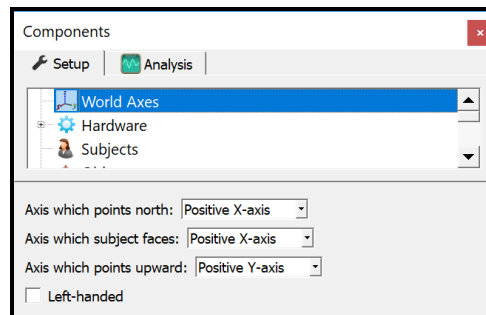 Components
Setup
Analysis
World Axes
Hardware
Subjects
Axis which points north: Positive X-axis
Axis which subject faces: Positive X-axis
Axis which points upward: Positive Y-axis
Left-handed